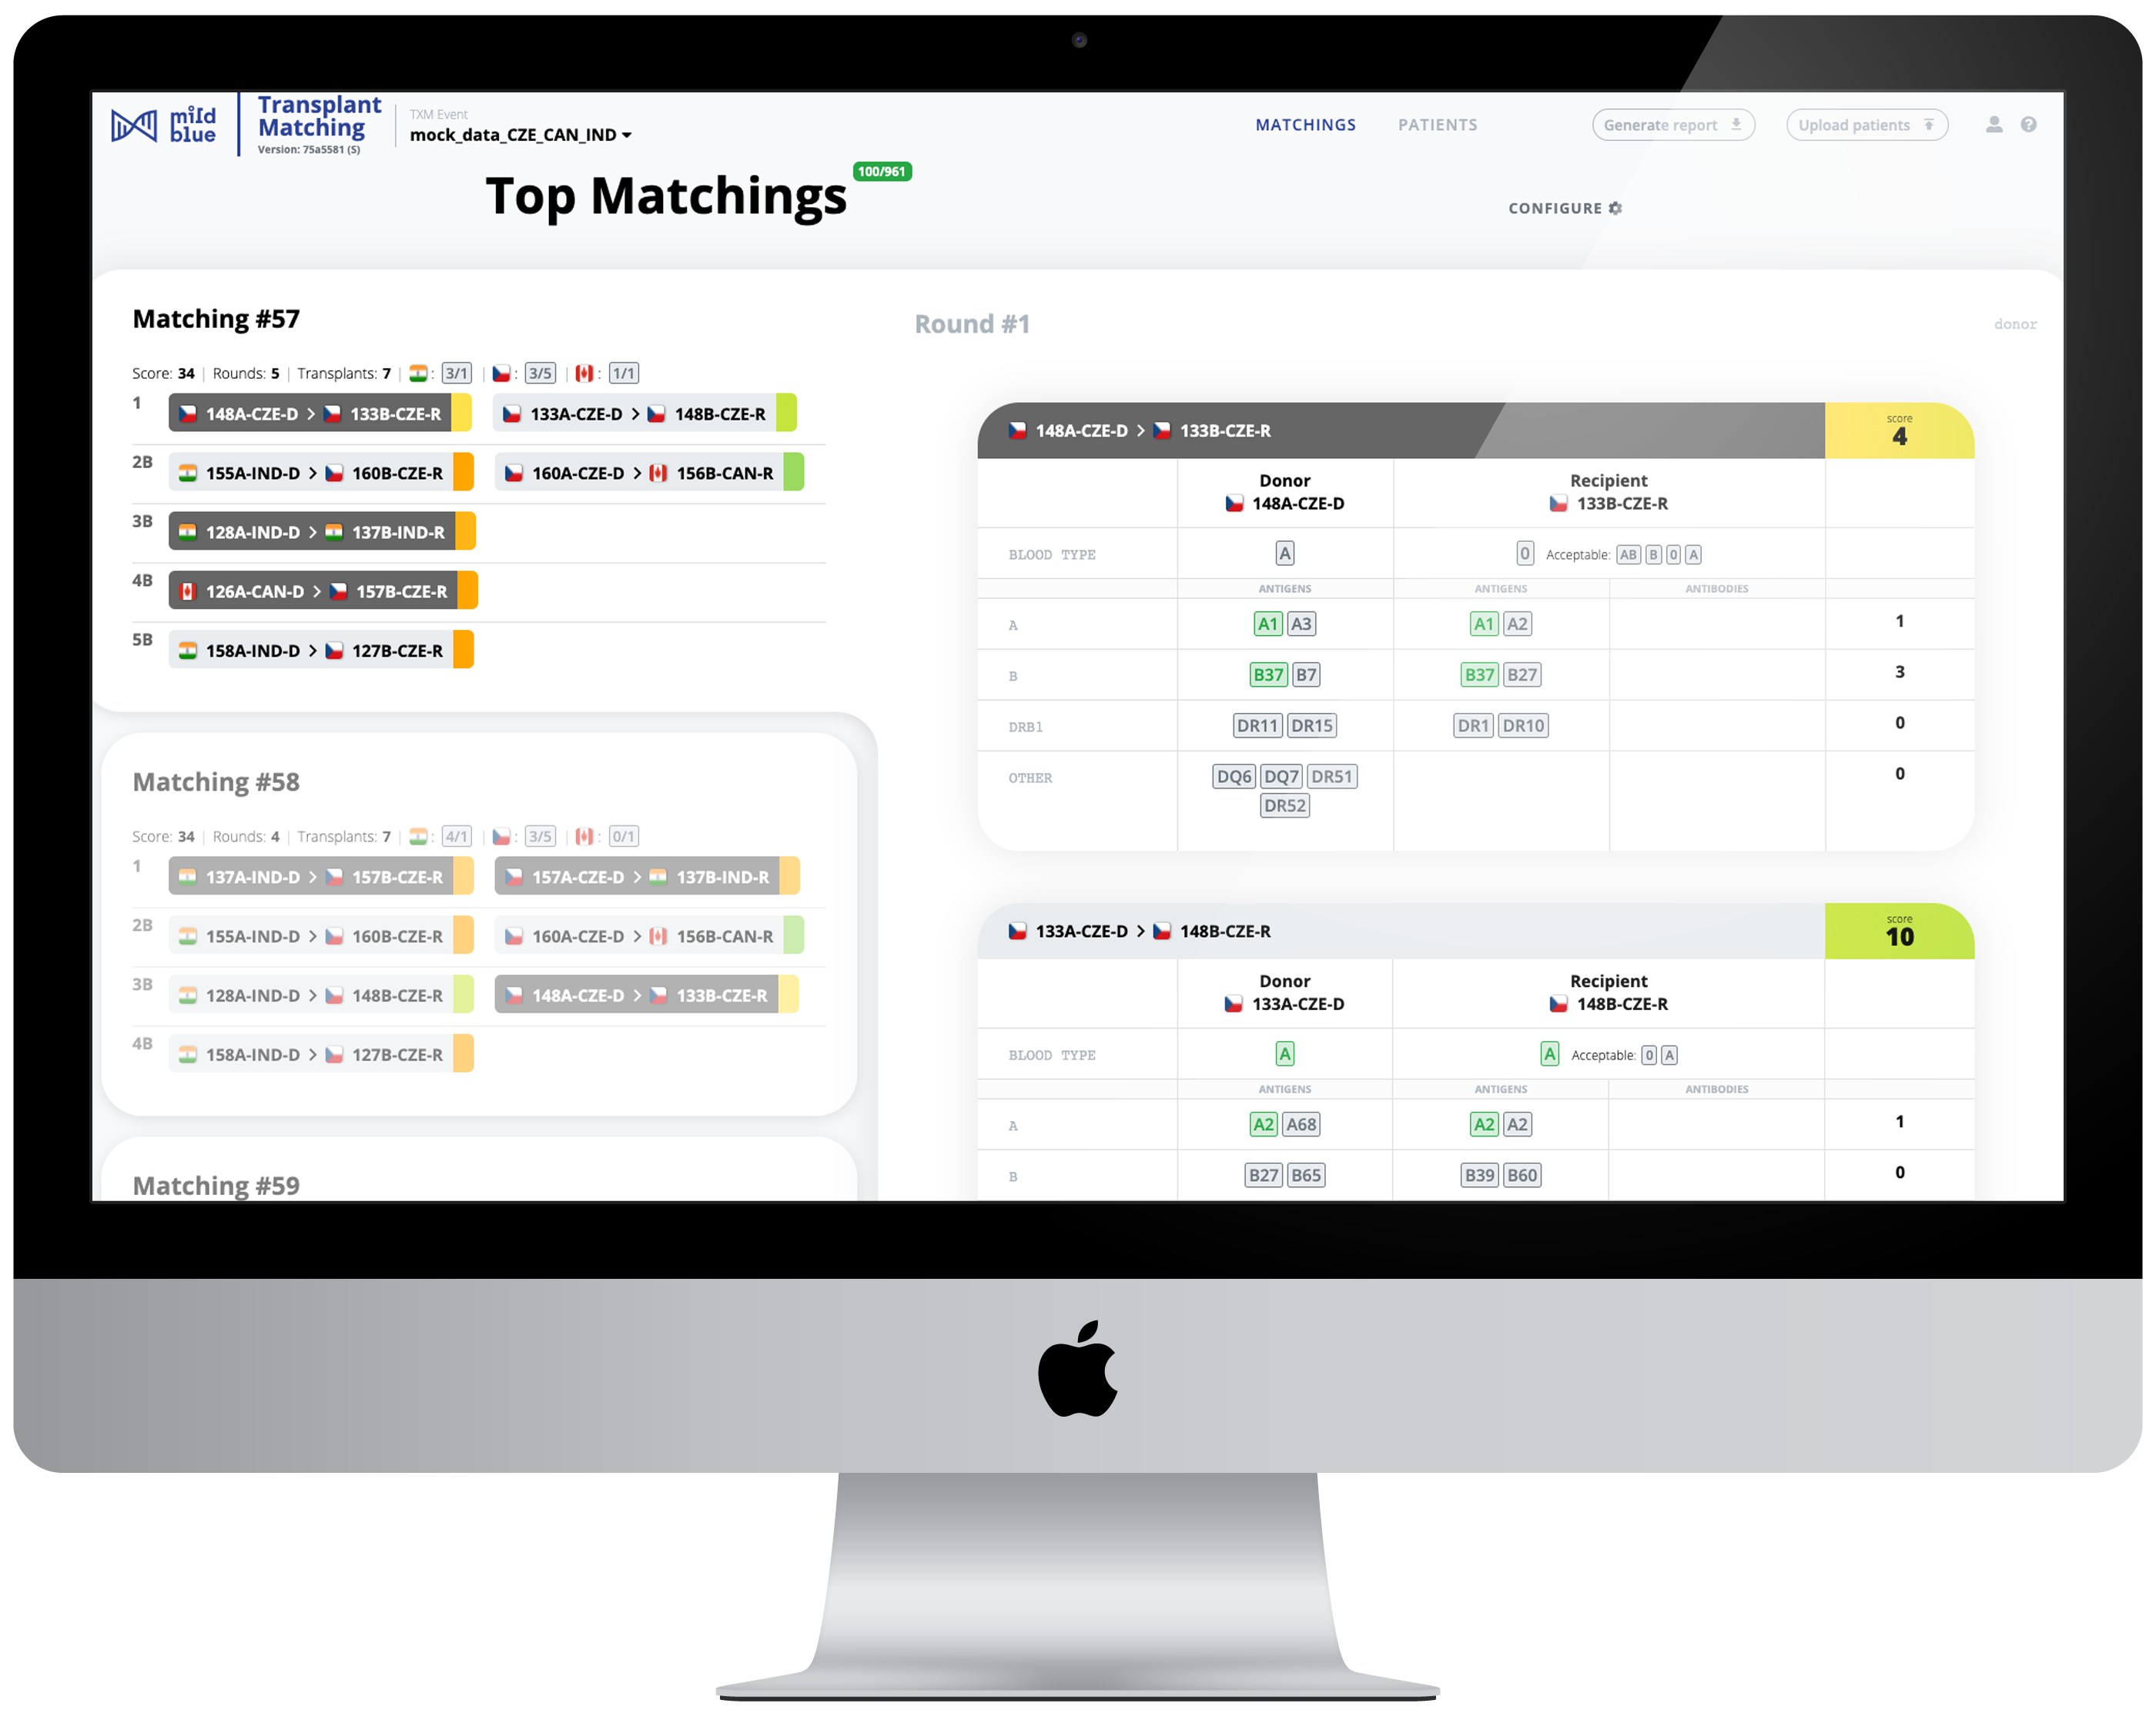 mild
blue
Transplant
Matching
Version: 75a5581 (S)
TXM Event
mock_data_CZE_CAN_IND
MATCHINGS
PATIENTS
Generate report
Upload patients
Top Matchings
100/961
CONFIGURE
Matching #57
Score: 34 | Rounds: 5 | Transplants: 7 | : 3/1 | : 3/5 | : 1/1
1 148A-CZE-D > 133B-CZE-R 133A-CZE-D > 148B-CZE-R
2B 155A-IND-D > 160B-CZE-R 160A-CZE-D > 156B-CAN-R
3B 128A-IND-D > 137B-IND-R
4B 126A-CAN-D > 157B-CZE-R
5B 158A-IND-D > 127B-CZE-R
Matching #58
Score: 34 | Rounds: 4 | Transplants: 7 | : 4/1 | : 3/5 | : 0/1
1 137A-IND-D > 157B-CZE-R 157A-CZE-D > 137B-IND-R
2B 155A-IND-D > 160B-CZE-R 160A-CZE-D > 156B-CAN-R
3B 128A-IND-D > 148B-CZE-R 148A-CZE-D > 133B-CZE-R
4B 158A-IND-D > 127B-CZE-R
Matching #59
Round #1
donor
148A-CZE-D > 133B-CZE-R
score
4
Donor
148A-CZE-D
Recipient
133B-CZE-R
BLOOD TYPE A 0 Acceptable: AB B 0 A
ANTIGENS ANTIGENS ANTIBODIES
A A1 A3 A1 A2 1
B B37 B7 B37 B27 3
DRB1 DR11 DR15 DR1 DR10 0
OTHER DQ6 DQ7 DR51 0
DR52
133A-CZE-D > 148B-CZE-R
score
10
Donor
133A-CZE-D
Recipient
148B-CZE-R
BLOOD TYPE A A Acceptable: 0 A
ANTIGENS ANTIGENS ANTIBODIES
A A2 A68 A2 A2 1
B B27 B65 B39 B60 0